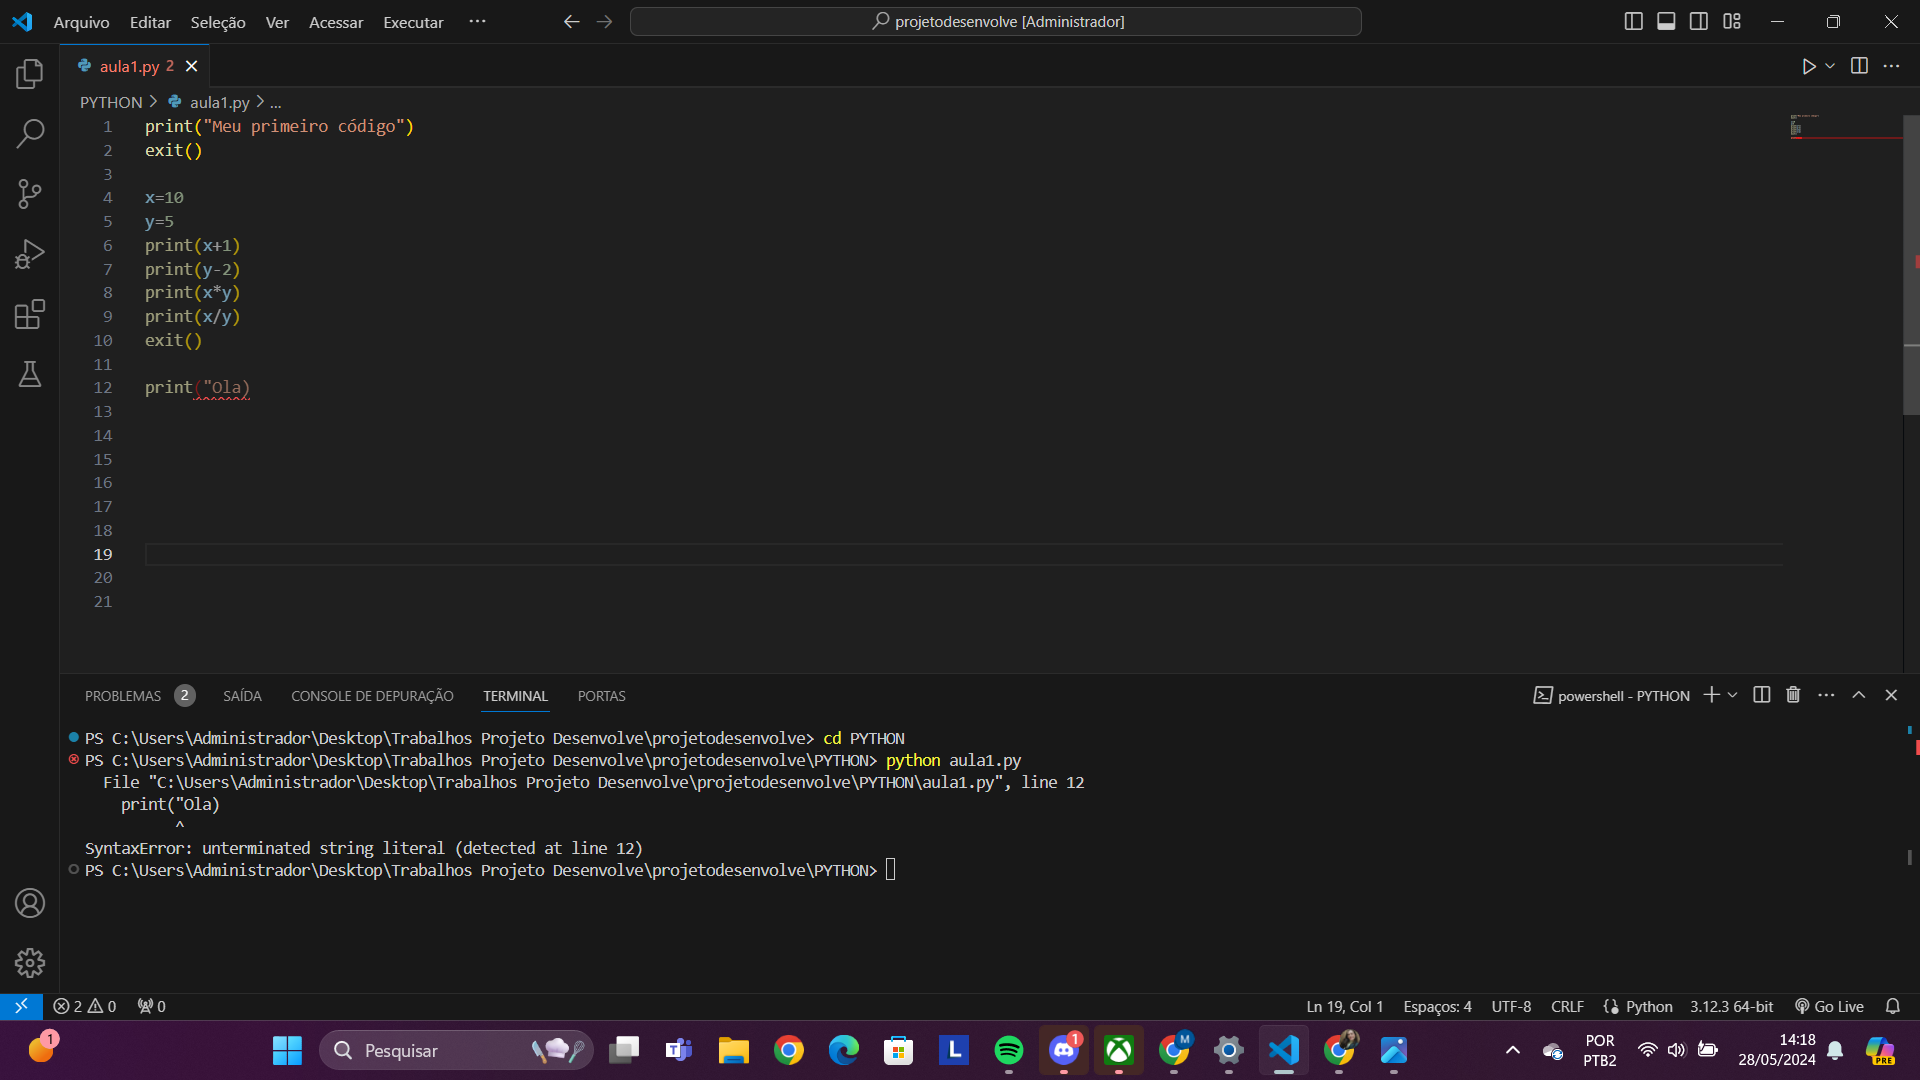 Arquivo Editar Seleção Ver Acessar Executar ··· projetodesenvolve [Administrador]
aula1.py 2
PYTHON > aula1.py > ...
1 print("Meu primeiro código")
2 exit()
3
4 x=10
5 y=5
6 print(x+1)
7 print(y-2)
8 print(x*y)
9 print(x/y)
10 exit()
11
12 print("Ola)
13
14
15
16
17
18
19
20
21
PROBLEMAS 2 SAÍDA CONSOLE DE DEPURAÇÃO TERMINAL PORTAS powershell - PYTHON
PS C:\Users\Administrador\Desktop\Trabalhos Projeto Desenvolve\projetodesenvolve> cd PYTHON
PS C:\Users\Administrador\Desktop\Trabalhos Projeto Desenvolve\projetodesenvolve\PYTHON> python aula1.py
File "C:\Users\Administrador\Desktop\Trabalhos Projeto Desenvolve\projetodesenvolve\PYTHON\aula1.py", line 12
print("Ola)
^
SyntaxError: unterminated string literal (detected at line 12)
PS C:\Users\Administrador\Desktop\Trabalhos Projeto Desenvolve\projetodesenvolve\PYTHON>
2 0 0 Ln 19, Col 1 Espaços: 4 UTF-8 CRLF Python 3.12.3 64-bit Go Live
1 Pesquisar T L 1 M POR 14:18
PTB2 28/05/2024 PRE